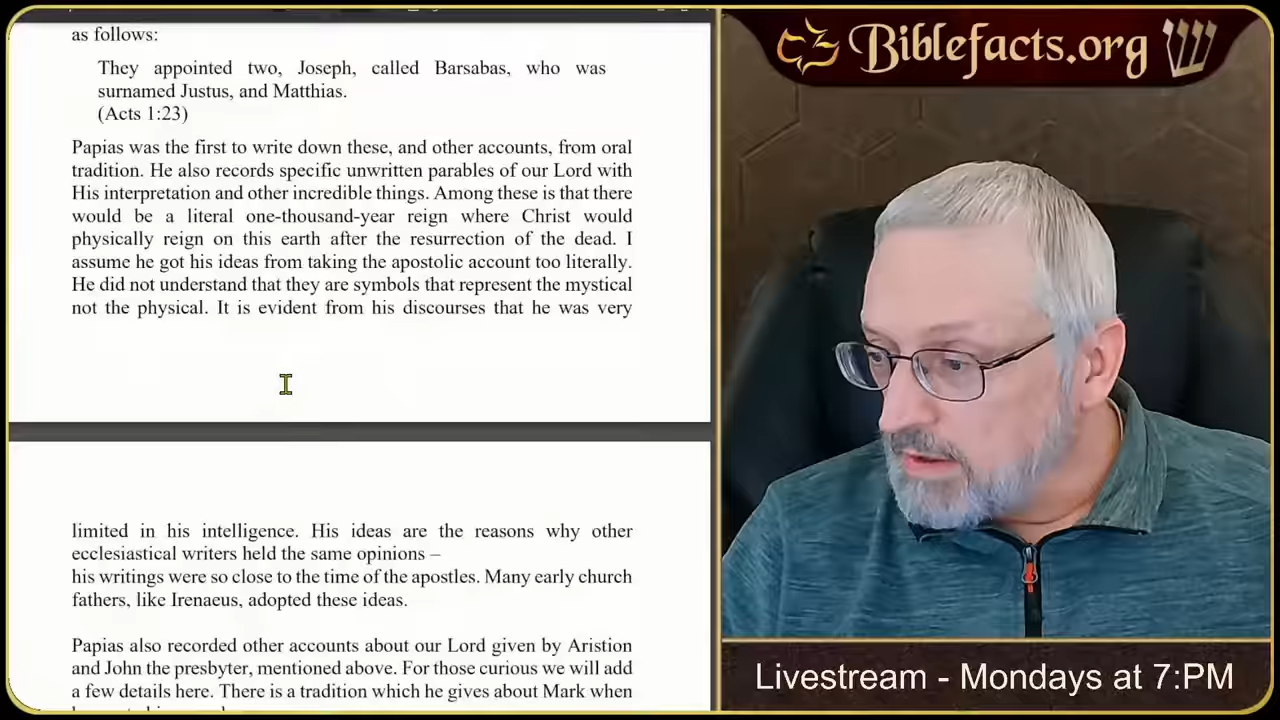 as follows:
They appointed two, Joseph, called Barsabas, who was
surnamed Justus, and Matthias.
(Acts 1:23)
Papias was the first to write down these, and other accounts, from oral
tradition. He also records specific unwritten parables of our Lord with
His interpretation and other incredible things. Among these is that there
would be a literal one-thousand-year reign where Christ would
physically reign on this earth after the resurrection of the dead. I
assume he got his ideas from taking the apostolic account too literally.
He did not understand that they are symbols that represent the mystical
not the physical. It is evident from his discourses that he was very
limited in his intelligence. His ideas are the reasons why other
ecclesiastical writers held the same opinions –
his writings were so close to the time of the apostles. Many early church
fathers, like Irenaeus, adopted these ideas.
Papias also recorded other accounts about our Lord given by Aristion
and John the presbyter, mentioned above. For those curious we will add
a few details here. There is a tradition which he gives about Mark when
Biblefacts.org ש
Livestream - Mondays at 7:PM